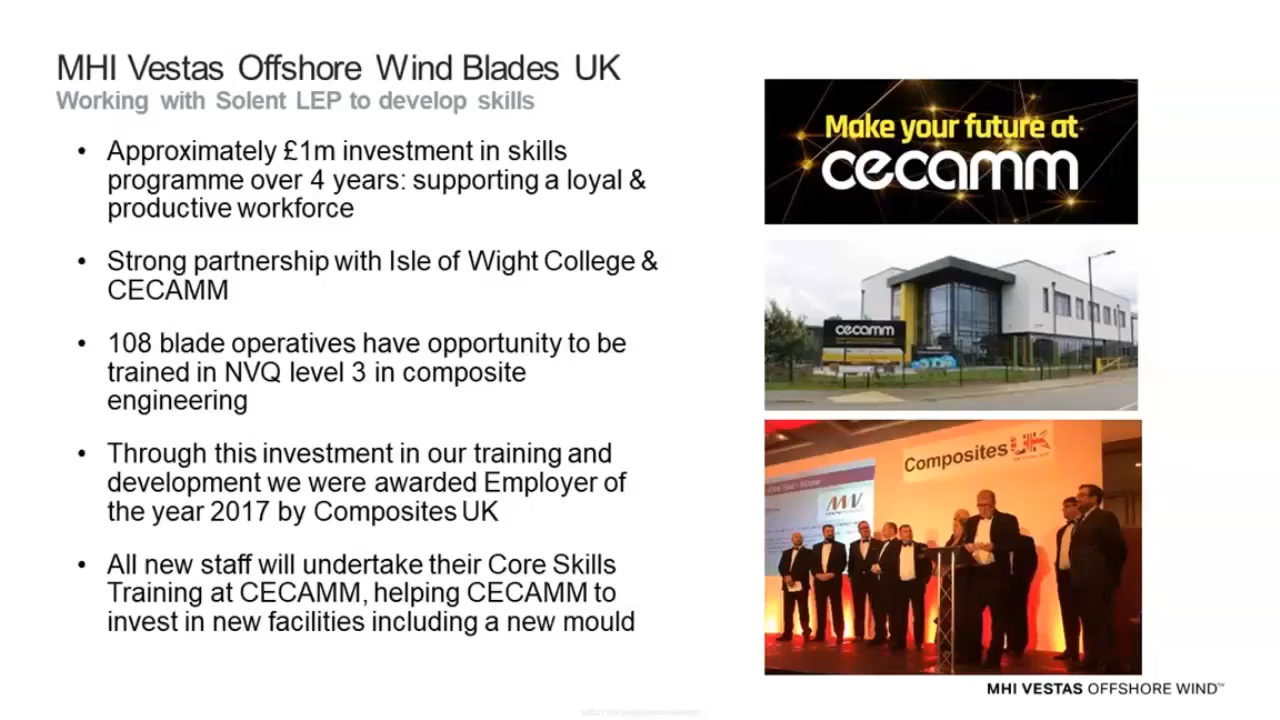 MHI Vestas Offshore Wind Blades UK
Working with Solent LEP to develop skills
• Approximately £1m investment in skills
programme over 4 years: supporting a loyal &
productive workforce
• Strong partnership with Isle of Wight College &
CECAMM
• 108 blade operatives have opportunity to be
trained in NVQ level 3 in composite
engineering
• Through this investment in our training and
development we were awarded Employer of
the year 2017 by Composites UK
• All new staff will undertake their Core Skills
Training at CECAMM, helping CECAMM to
invest in new facilities including a new mould
Make your future at
cecamm
cecamm
Composites UK
MHI VESTAS OFFSHORE WIND™